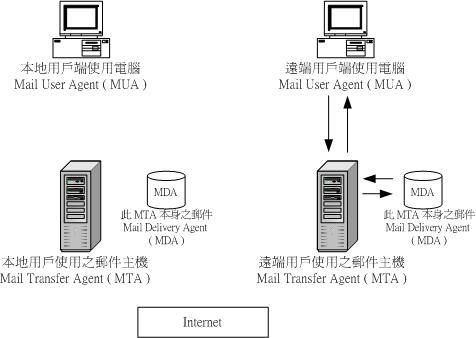 本地用戶端使用電腦
Mail User Agent ( MUA )
遠端用戶端使用電腦
Mail User Agent ( MUA )
MDA
此 MTA 本身之郵件
Mail Delivery Agent
( MDA )
本地用戶使用之郵件主機
Mail Transfer Agent ( MTA )
MDA
此 MTA 本身之郵件
Mail Delivery Agent
( MDA )
遠端用戶使用之郵件主機
Mail Transfer Agent ( MTA )
Internet